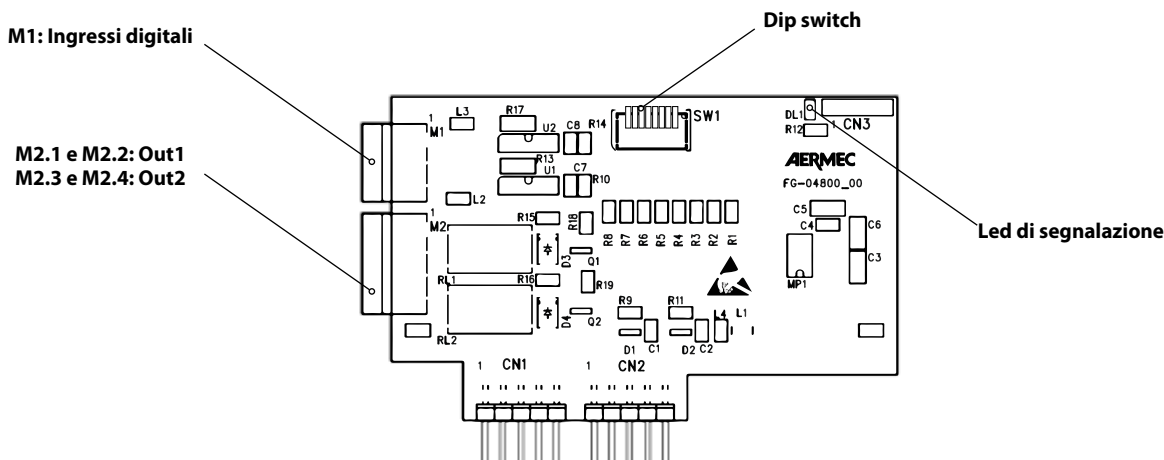 Dip switch
M1: Ingressi digitali
M2.1 e M2.2: Out1
M2.3 e M2.4: Out2
Led di segnalazione
1
M1
L3
R17
U2
C8
R14
SW1
DL1
CN3
R12
1
R13
U1
C7
R10
AERMEC
FG-04800_00
L2
1
M2
R15
R18
D3
Q1
R8
R7
R6
R5
R4
R3
R2
R1
C5
C4
C6
C3
MP1
RL1
R16
R19
D4
Q2
RL2
R9
R11
L4
L1
D1
C1
D2
C2
1
CN1
1
CN2